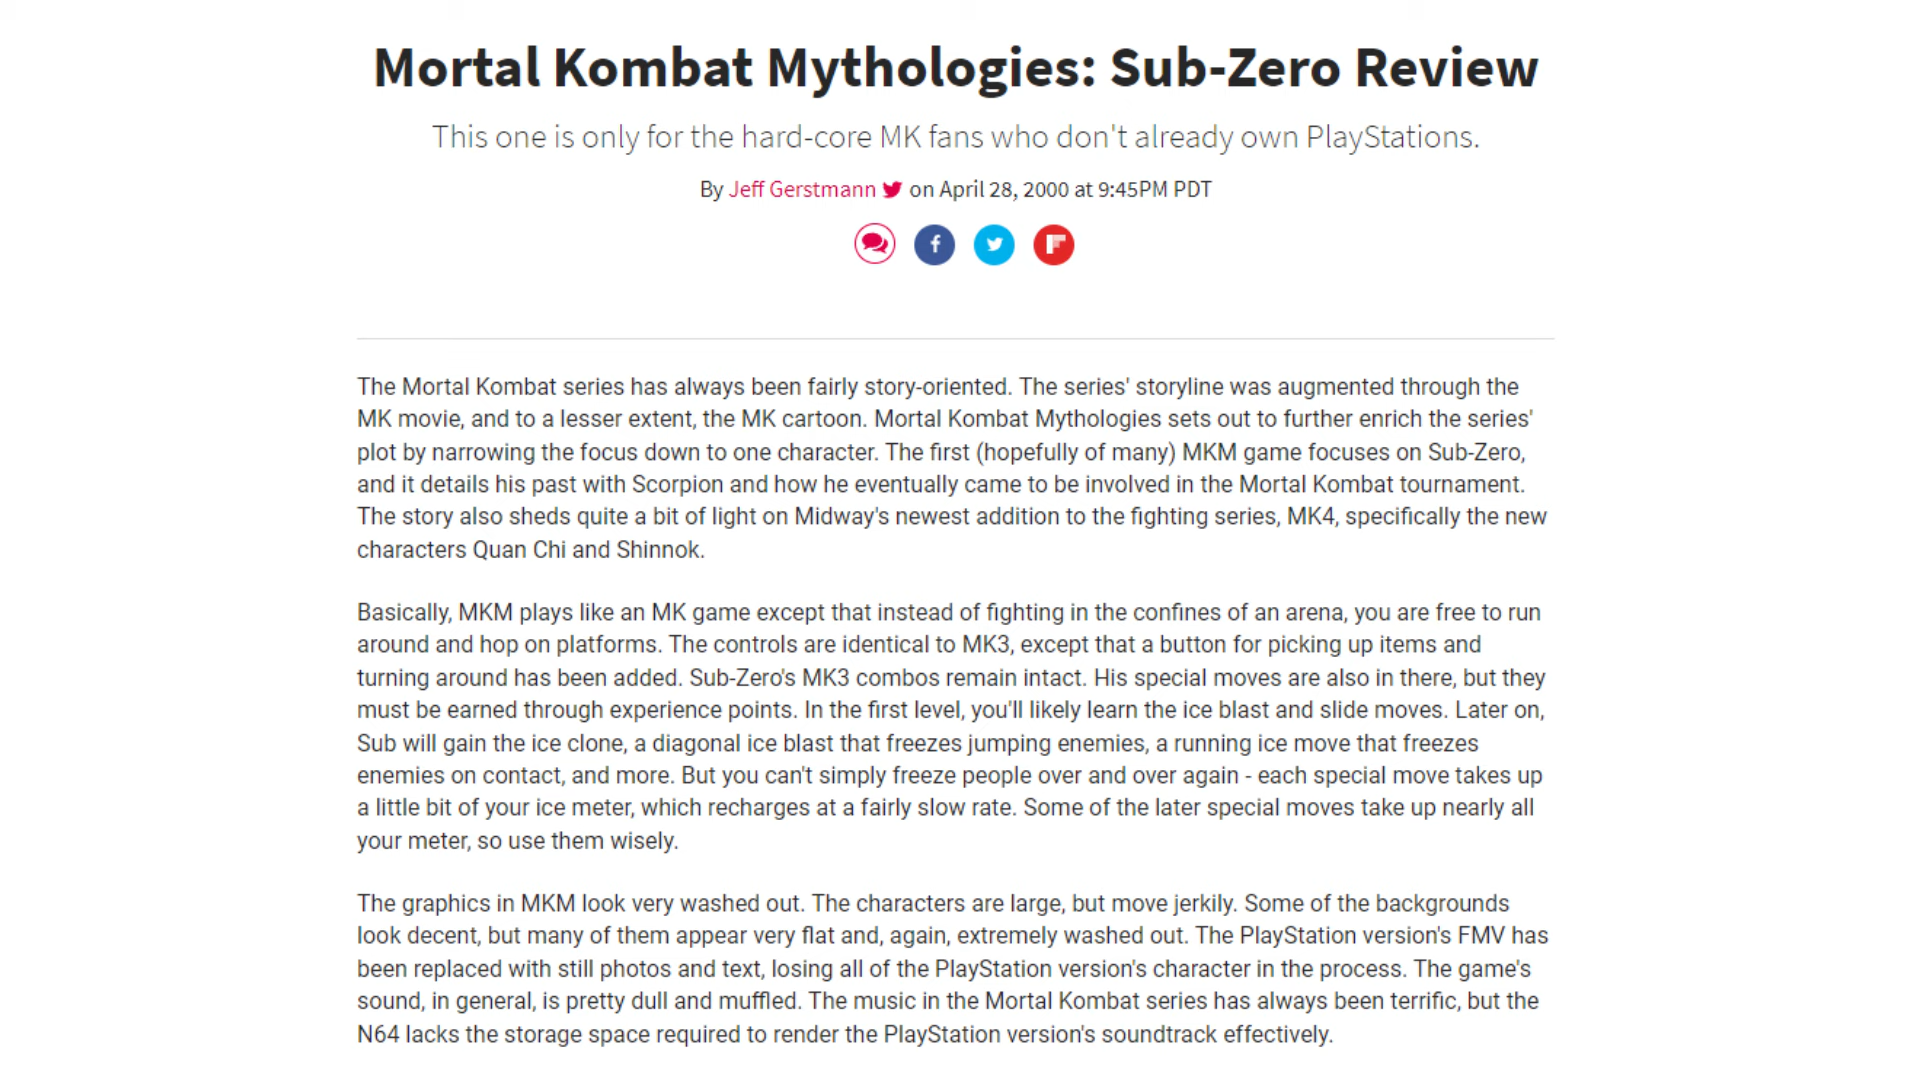 Mortal Kombat Mythologies: Sub-Zero Review
This one is only for the hard-core MK fans who don't already own PlayStations.
By Jeff Gerstmann on April 28, 2000 at 9:45PM PDT
The Mortal Kombat series has always been fairly story-oriented. The series' storyline was augmented through the
MK movie, and to a lesser extent, the MK cartoon. Mortal Kombat Mythologies sets out to further enrich the series'
plot by narrowing the focus down to one character. The first (hopefully of many) MKM game focuses on Sub-Zero,
and it details his past with Scorpion and how he eventually came to be involved in the Mortal Kombat tournament.
The story also sheds quite a bit of light on Midway's newest addition to the fighting series, MK4, specifically the new
characters Quan Chi and Shinnok.
Basically, MKM plays like an MK game except that instead of fighting in the confines of an arena, you are free to run
around and hop on platforms. The controls are identical to MK3, except that a button for picking up items and
turning around has been added. Sub-Zero's MK3 combos remain intact. His special moves are also in there, but they
must be earned through experience points. In the first level, you'll likely learn the ice blast and slide moves. Later on,
Sub will gain the ice clone, a diagonal ice blast that freezes jumping enemies, a running ice move that freezes
enemies on contact, and more. But you can't simply freeze people over and over again - each special move takes up
a little bit of your ice meter, which recharges at a fairly slow rate. Some of the later special moves take up nearly all
your meter, so use them wisely.
The graphics in MKM look very washed out. The characters are large, but move jerkily. Some of the backgrounds
look decent, but many of them appear very flat and, again, extremely washed out. The PlayStation version's FMV has
been replaced with still photos and text, losing all of the PlayStation version's character in the process. The game's
sound, in general, is pretty dull and muffled. The music in the Mortal Kombat series has always been terrific, but the
N64 lacks the storage space required to render the PlayStation version's soundtrack effectively.